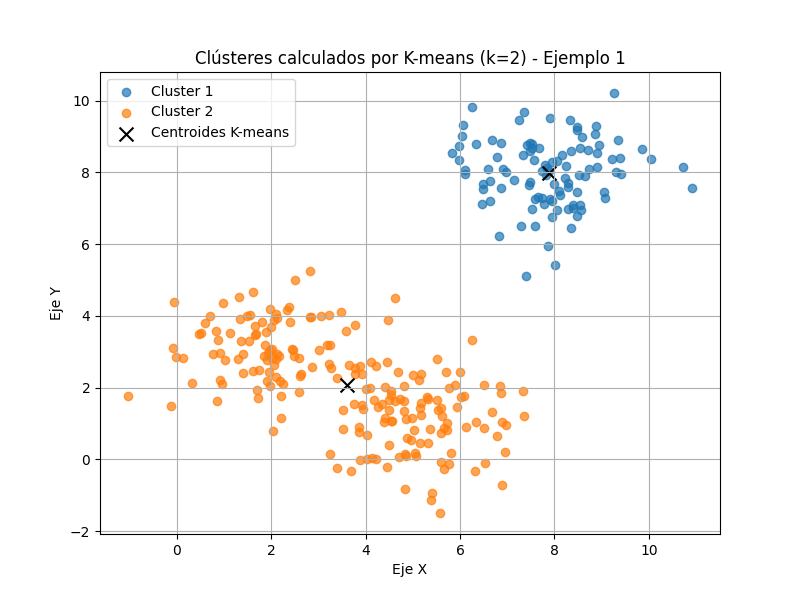 Clústeres calculados por K-means (k=2) - Ejemplo 1
Cluster 1
Cluster 2
Centroides K-means
Eje Y
10
8
6
4
2
0
−2
0 2 4 6 8 10
Eje X